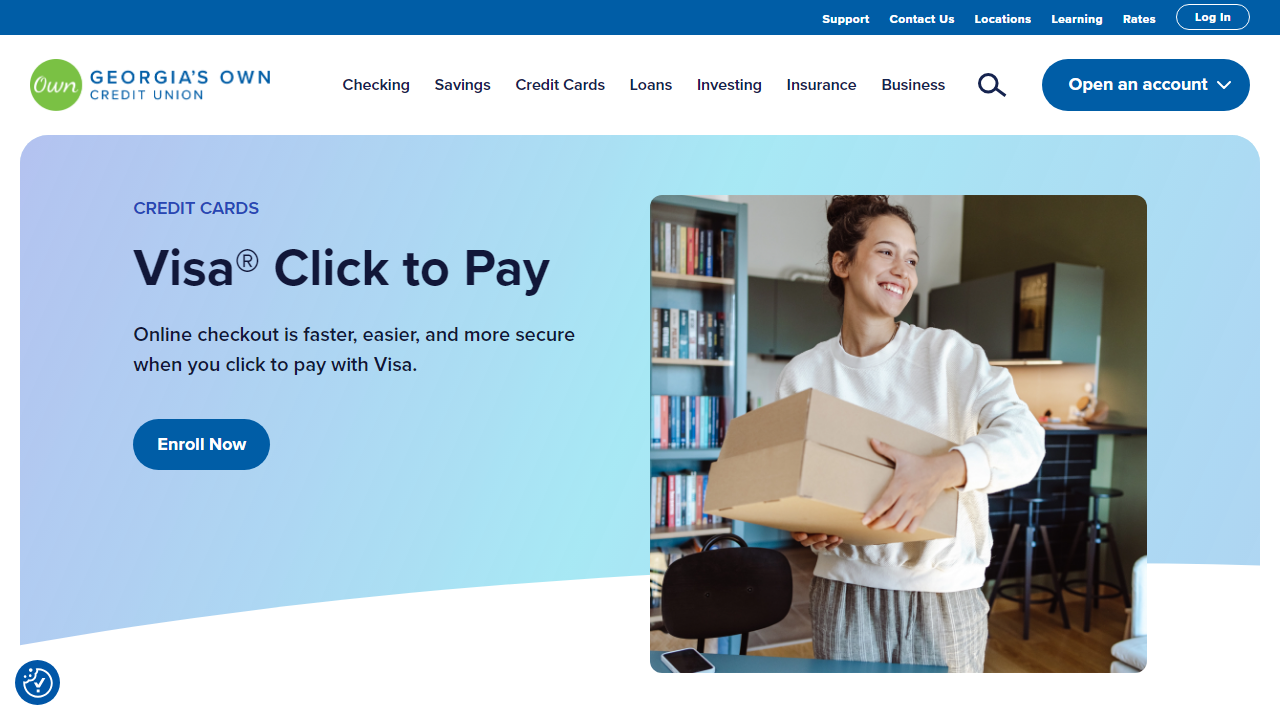 Support Contact Us Locations Learning Rates Log In
Own GEORGIA'S OWN
CREDIT UNION
Checking Savings Credit Cards Loans Investing Insurance Business Open an account
CREDIT CARDS
Visa® Click to Pay
Online checkout is faster, easier, and more secure
when you click to pay with Visa.
Enroll Now